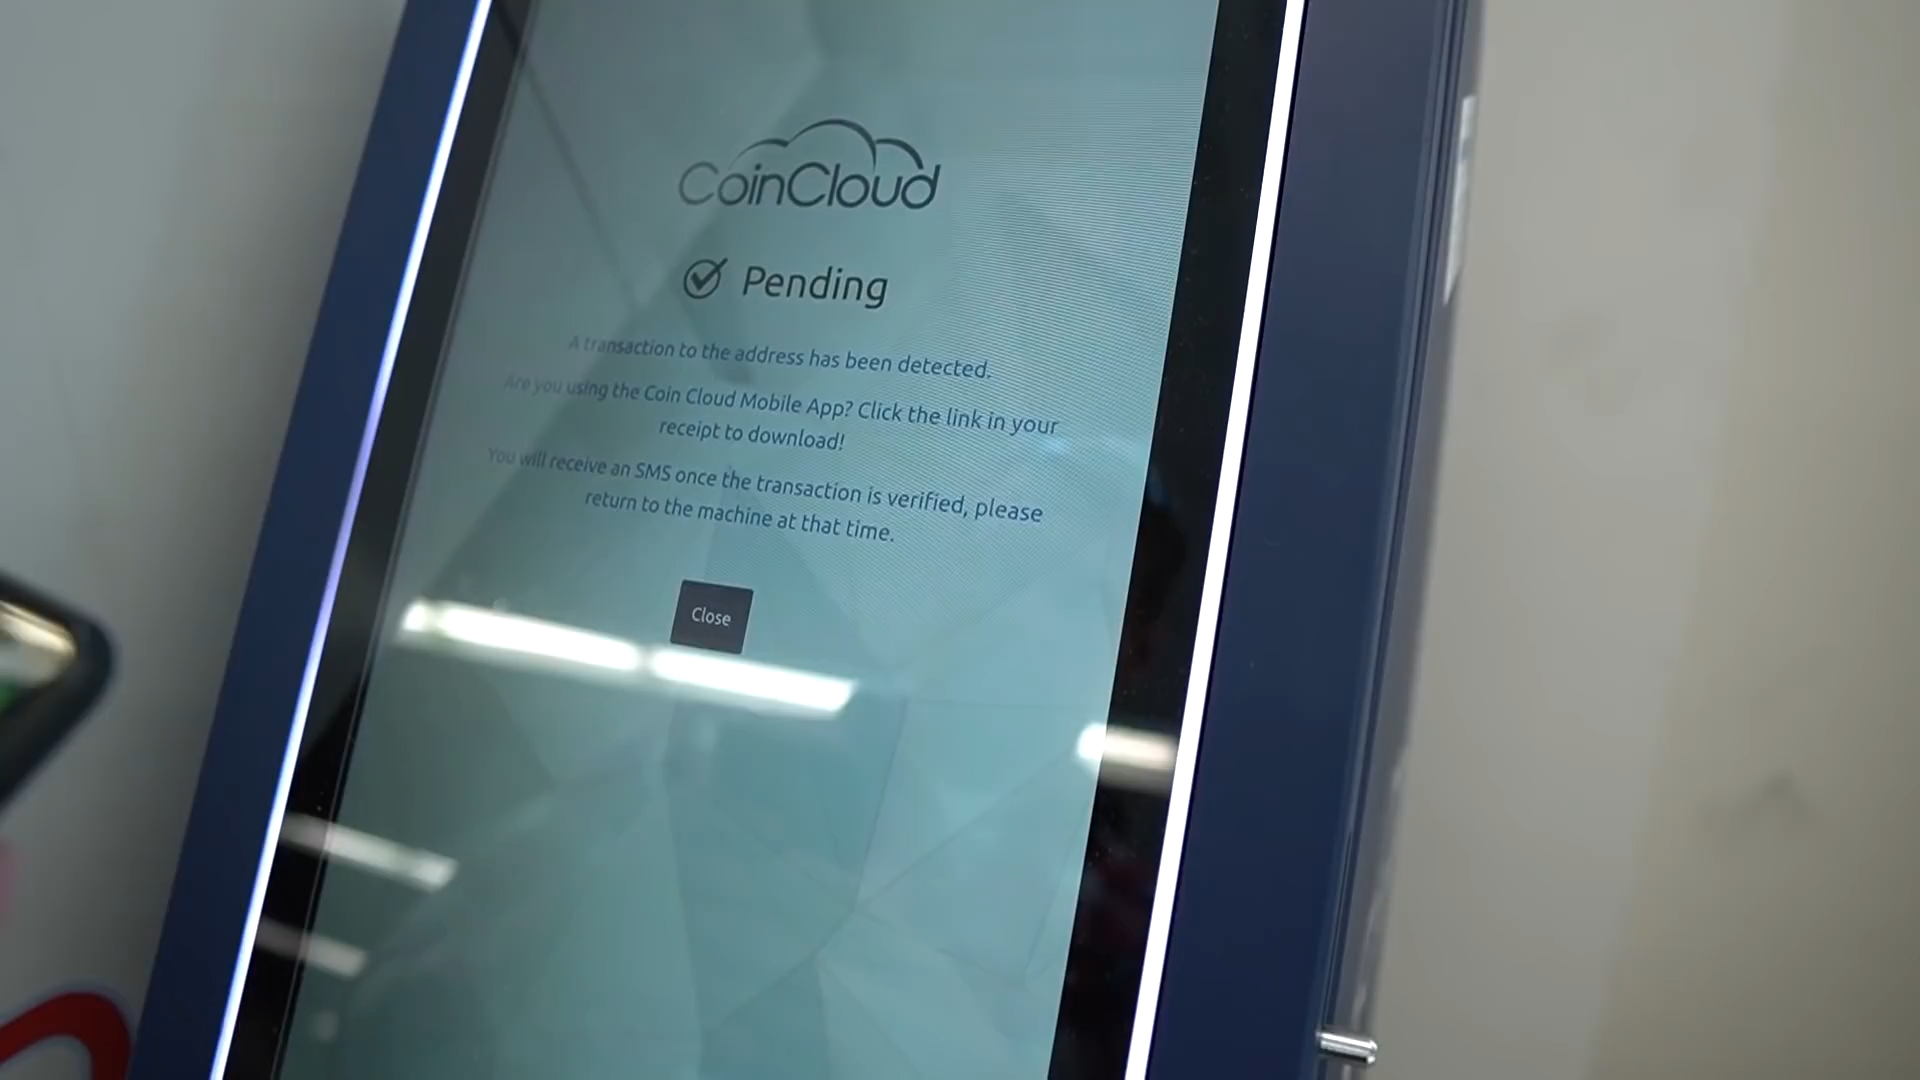 CoinCloud
Pending
A transaction to the address has been detected.
Are you using the Coin Cloud Mobile App? Click the link in your
receipt to download!
You will receive an SMS once the transaction is verified, please
return to the machine at that time.
Close